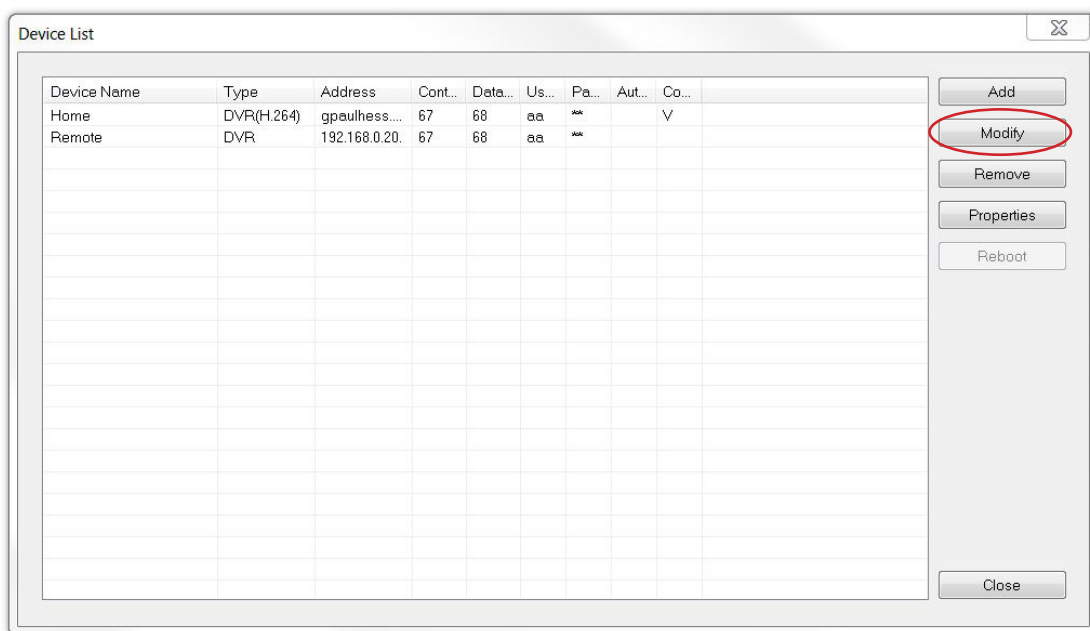 Device List
Device Name Type Address Cont... Data... Us... Pa... Aut... Co... Add
Home DVR(H.264) gpaulhess.... 67 68 aa ** V
Remote DVR 192.168.0.20. 67 68 aa ** Modify
Remove
Properties
Reboot
Close